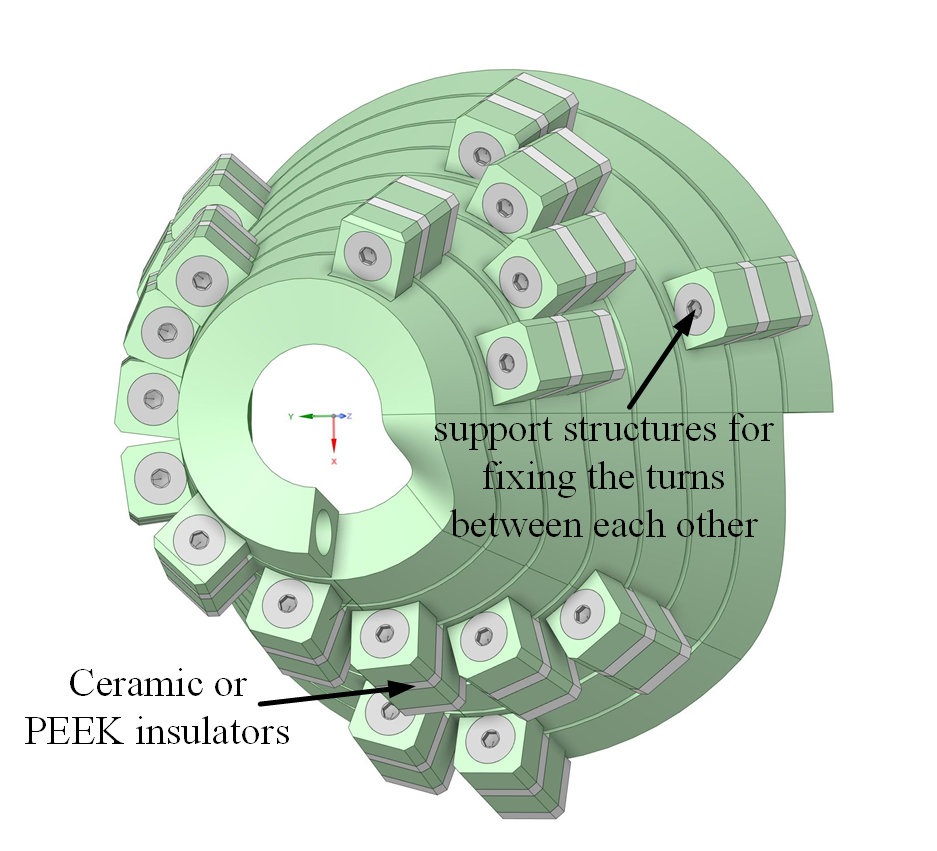 Y
Z
X
support structures for
fixing the turns
between each other
Ceramic or
PEEK insulators